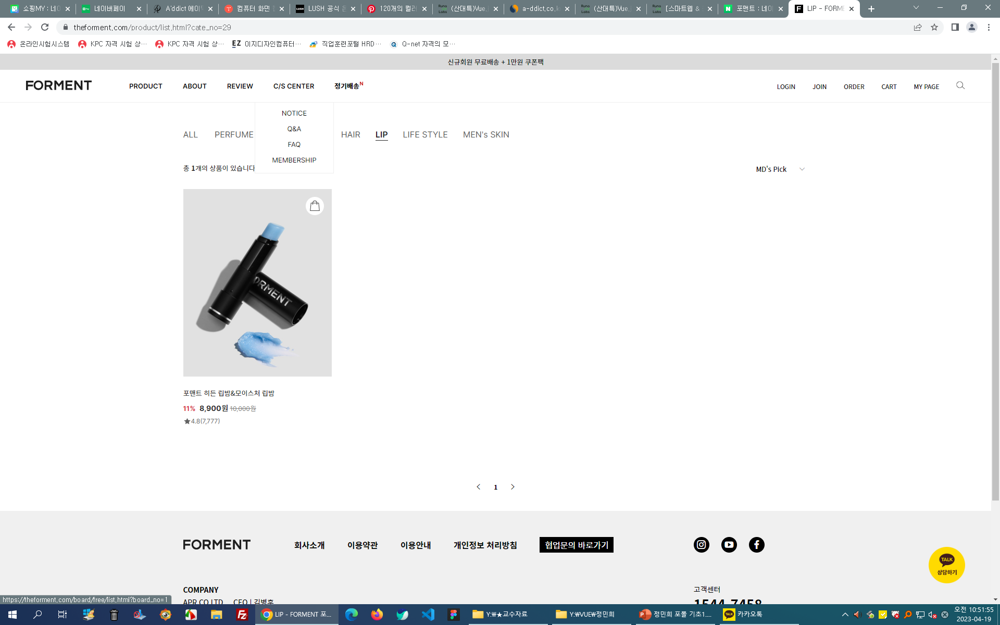 쇼핑MY : 네이
네이버페이
A'ddict 에이
컴퓨터 화면
LUSH 공식 온
120개의 컬러
(산대특)Vue.
a-ddict.co.k
(산대특)Vue.
[스마트웹 &
포맨트 : 네이
LIP - FORME
theforment.com/product/list.html?cate_no=29
온라인시험시스템
KPC 자격 시험 상…
KPC 자격 시험 상…
EZ 이지디자인컴퓨터…
직업훈련포털 HRD…
Q-net 자격의 모…
신규회원 무료배송 + 1만원 쿠폰팩
FORMENT PRODUCT ABOUT REVIEW C/S CENTER 정기배송N LOGIN JOIN ORDER CART MY PAGE
NOTICE
Q&A
FAQ
MEMBERSHIP
ALL PERFUME HAIR LIP LIFE STYLE MEN's SKIN
총 1개의 상품이 있습니다
MD's Pick
ORMENT
포맨트 히든 립밤&모이스처 립밤
11% 8,900원 10,000원
★4.8(7,777)
1
FORMENT 회사소개 이용약관 이용안내 개인정보 처리방침 협업문의 바로가기
TALK
상담하기
COMPANY
고객센터
APR CO.LTD CEO | 김병훈
1544-7458
https://theforment.com/board/free/list.html?board_no=1
LIP - FORMENT 포...
Y:₩★교수자료
Y:₩VUE₩정민희
정민희 포폴 기초1....
TALK
카카오톡
오전 10:51:55
2023-04-19